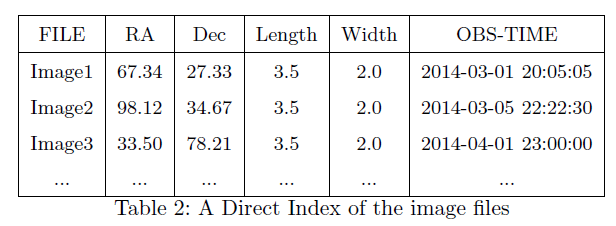 FILE RA Dec Length Width OBS-TIME
Image1 67.34 27.33 3.5 2.0 2014-03-01 20:05:05
Image2 98.12 34.67 3.5 2.0 2014-03-05 22:22:30
Image3 33.50 78.21 3.5 2.0 2014-04-01 23:00:00
... ... ... ... ... ...
Table 2: A Direct Index of the image files